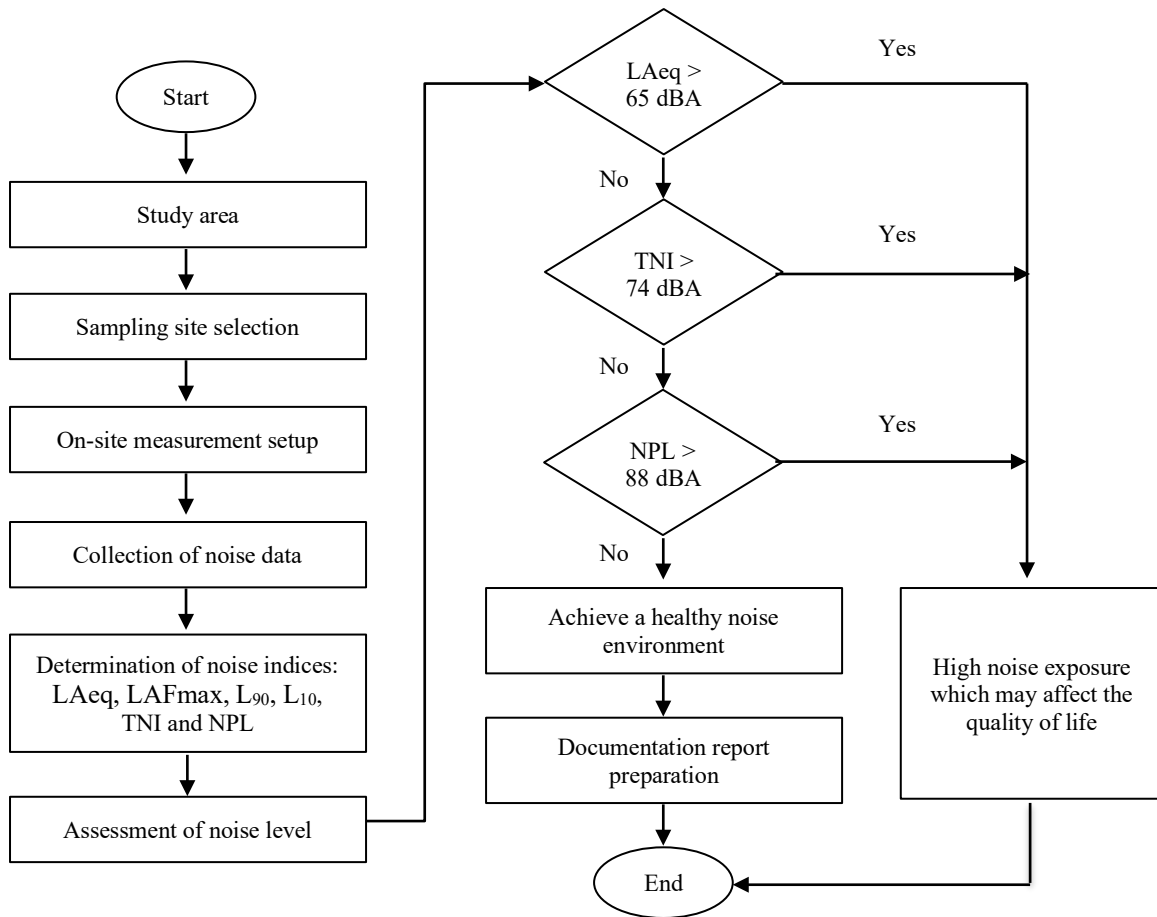 Start
Study area
Sampling site selection
On-site measurement setup
Collection of noise data
Determination of noise indices:
LAeq, LAFmax, L₉₀, L₁₀,
TNI and NPL
Assessment of noise level
LAeq >
65 dBA
Yes
No
TNI >
74 dBA
Yes
No
NPL >
88 dBA
Yes
No
Achieve a healthy noise
environment
Documentation report
preparation
High noise exposure
which may affect the
quality of life
End